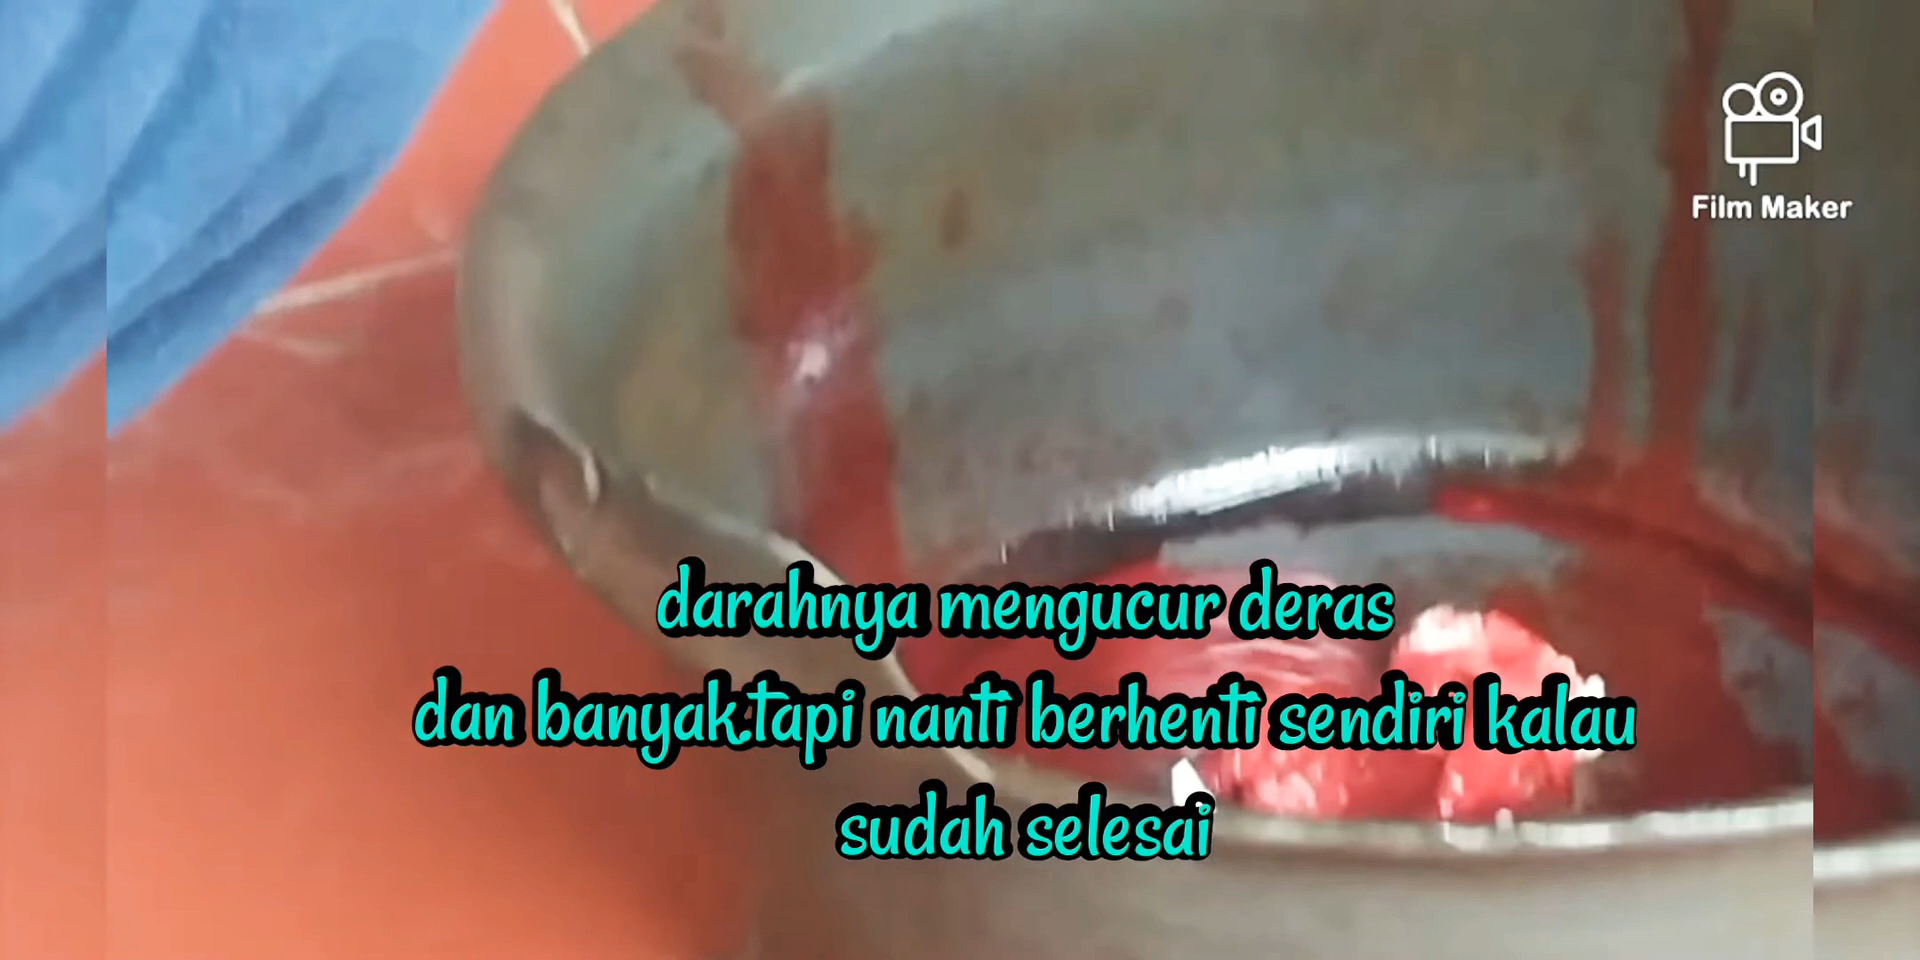 Film Maker
darahnya mengucur deras
dan banyak.tapi nanti berhenti sendiri kalau
sudah selesai